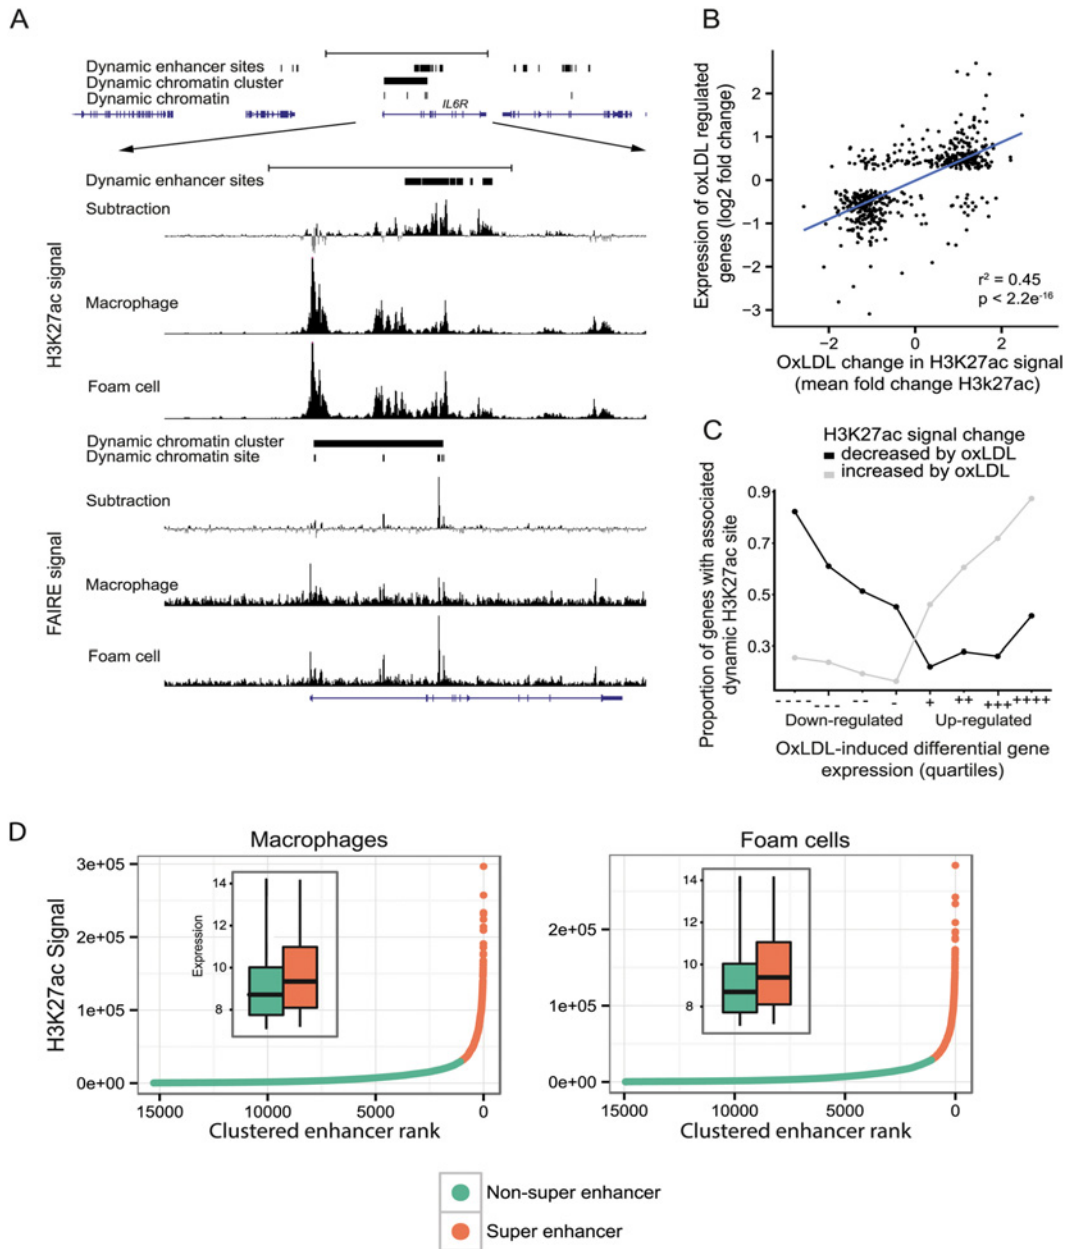 A
Dynamic enhancer sites
Dynamic chromatin cluster
Dynamic chromatin
IL6R
Dynamic enhancer sites
Subtraction
H3K27ac signal
Macrophage
Foam cell
Dynamic chromatin cluster
Dynamic chromatin site
Subtraction
FAIRE signal
Macrophage
Foam cell
B
Expression of oxLDL regulated
genes (log2 fold change)
2
1
0
−1
−2
−3
r² = 0.45
p < 2.2e⁻¹⁶
−2 0 2
OxLDL change in H3K27ac signal
(mean fold change H3k27ac)
C
H3K27ac signal change
decreased by oxLDL
increased by oxLDL
Proportion of genes with associated
dynamic H3K27ac site
0.9
0.7
0.5
0.3
- - - - - - - - - - + ++ +++ ++++
Down-regulated Up-regulated
OxLDL-induced differential gene
expression (quartiles)
D
Macrophages
H3K27ac Signal
3e+05
2e+05
1e+05
0e+00
Expression
14
12
10
8
15000 10000 5000 0
Clustered enhancer rank
Foam cells
2e+05
1e+05
0e+00
14
12
10
8
15000 10000 5000 0
Clustered enhancer rank
Non-super enhancer
Super enhancer